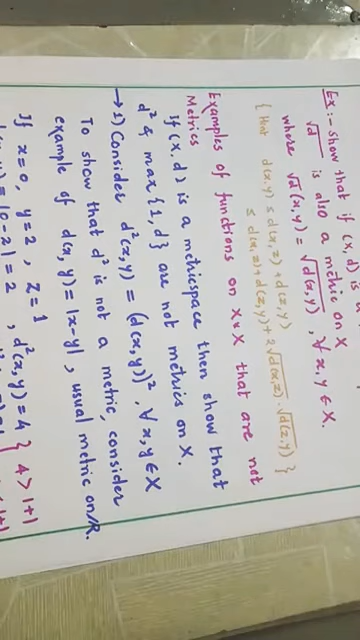 Ex :- Show that if (X, d) is a
√d is also a metric on X
where √d (x,y) = √d(x,y) , ∀ x,y ∈ X.
{ Hint d(x,y) ≤ d(x,z) + d(z,y)
≤ d(x,z) + d(z,y) + 2√d(x,z) · √d(z,y) }
Examples of functions on X×X that are not
Metrics
If (X, d) is a metric space then show that
d² & max {1, d} are not metrics on X.
→ 1) Consider d²(x,y) = (d(x,y))², ∀ x,y ∈ X
To show that d² is not a metric, consider
example of d(x,y) = |x-y| , usual metric on ℝ.
If x=0, y=2, z=1
d²(x,y) = 4 } 4 > 1+1
= |0-2| = 2 ,